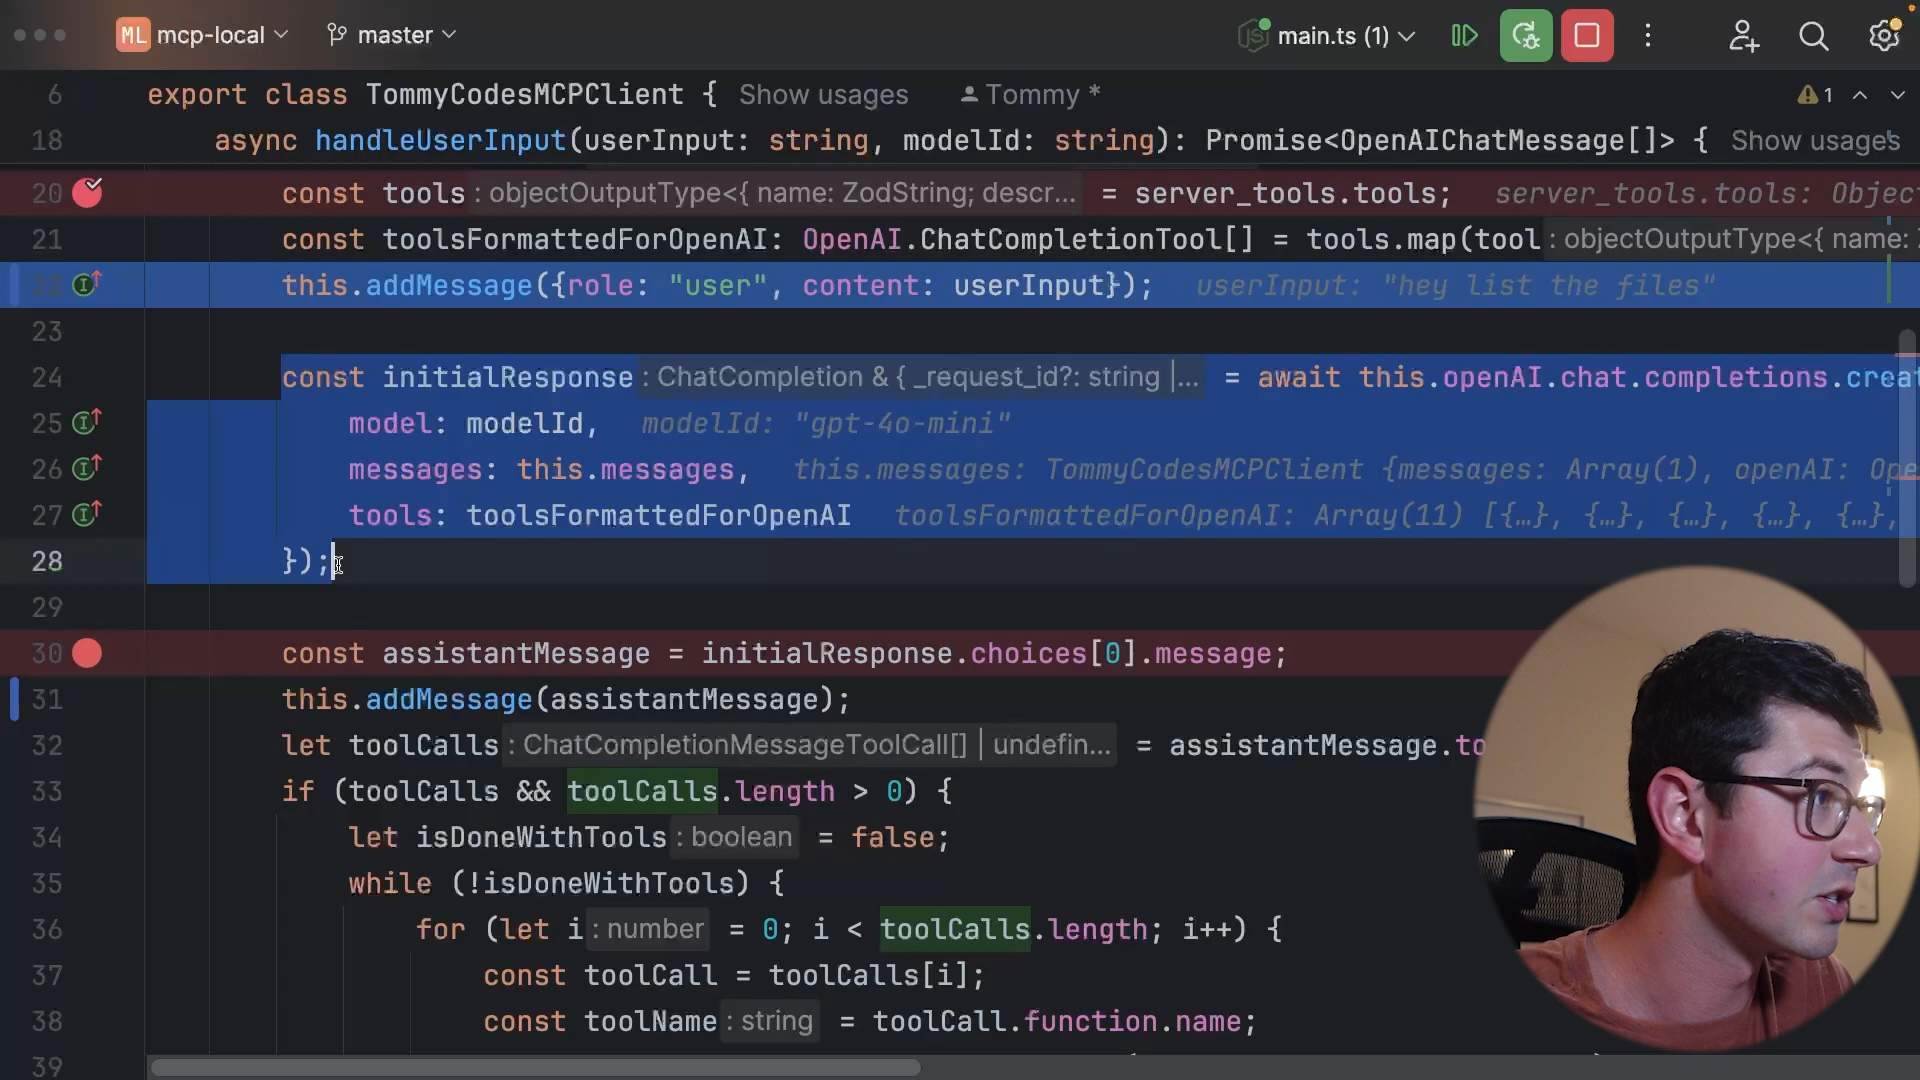 ML mcp-local master main.ts (1)
6 export class TommyCodesMCPClient { Show usages Tommy * 1
18 async handleUserInput(userInput: string, modelId: string): Promise<OpenAIChatMessage[]> { Show usages
20 const tools : objectOutputType<{ name: ZodString; descr... = server_tools.tools; server_tools.tools: Object
21 const toolsFormattedForOpenAI: OpenAI.ChatCompletionTool[] = tools.map(tool : objectOutputType<{ name:
22 this.addMessage({role: "user", content: userInput}); userInput: "hey list the files"
23
24 const initialResponse : ChatCompletion & { _request_id?: string |... = await this.openAI.chat.completions.creat
25 model: modelId, modelId: "gpt-4o-mini"
26 messages: this.messages, this.messages: TommyCodesMCPClient {messages: Array(1), openAI: Ope
27 tools: toolsFormattedForOpenAI toolsFormattedForOpenAI: Array(11) [{…}, {…}, {…}, {…}, {…},
28 });
29
30 const assistantMessage = initialResponse.choices[0].message;
31 this.addMessage(assistantMessage);
32 let toolCalls : ChatCompletionMessageToolCall[] | undefin... = assistantMessage.to
33 if (toolCalls && toolCalls.length > 0) {
34 let isDoneWithTools : boolean = false;
35 while (!isDoneWithTools) {
36 for (let i : number = 0; i < toolCalls.length; i++) {
37 const toolCall = toolCalls[i];
38 const toolName : string = toolCall.function.name;
39